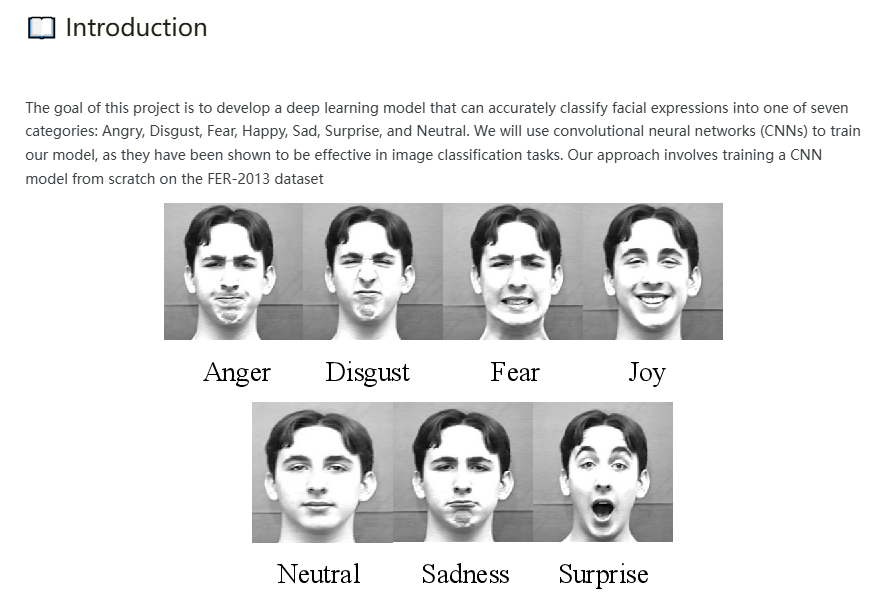 Introduction
The goal of this project is to develop a deep learning model that can accurately classify facial expressions into one of seven
categories: Angry, Disgust, Fear, Happy, Sad, Surprise, and Neutral. We will use convolutional neural networks (CNNs) to train
our model, as they have been shown to be effective in image classification tasks. Our approach involves training a CNN
model from scratch on the FER-2013 dataset
Anger Disgust Fear Joy
Neutral Sadness Surprise